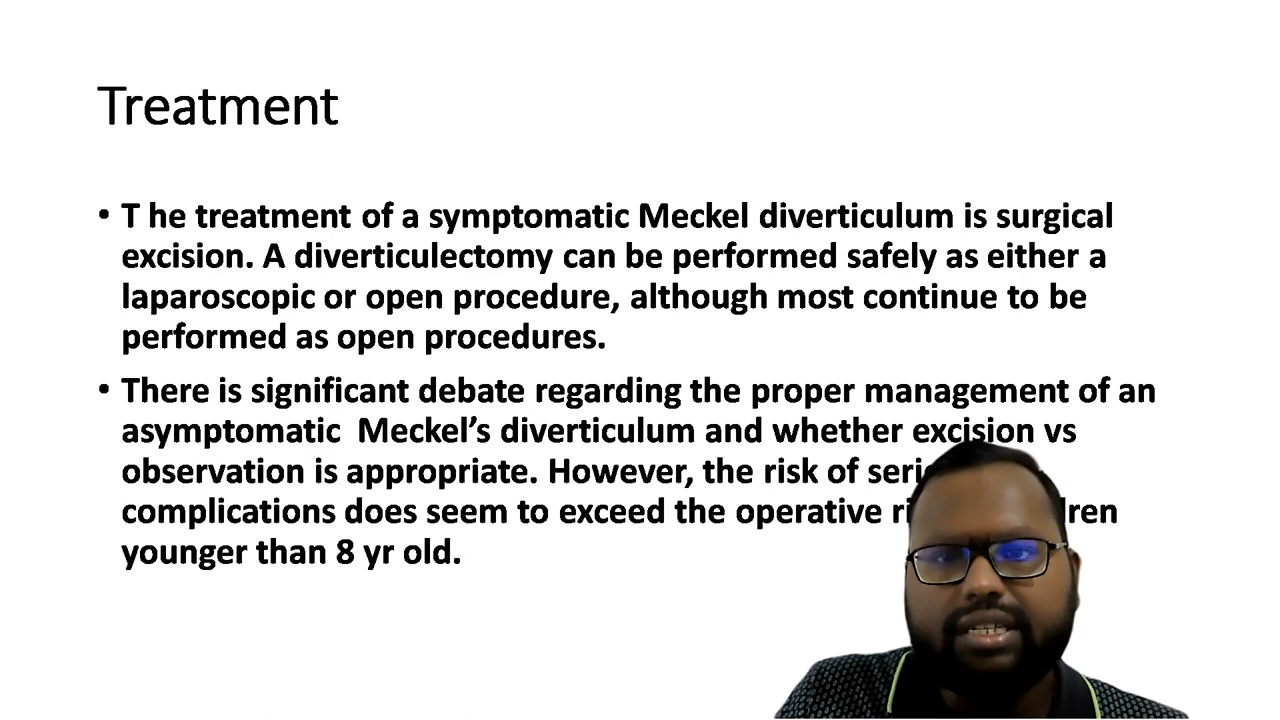 Treatment
• T he treatment of a symptomatic Meckel diverticulum is surgical
excision. A diverticulectomy can be performed safely as either a
laparoscopic or open procedure, although most continue to be
performed as open procedures.
• There is significant debate regarding the proper management of an
asymptomatic  Meckel’s diverticulum and whether excision vs
observation is appropriate. However, the risk of
complications does seem to exceed the operative
younger than 8 yr old.